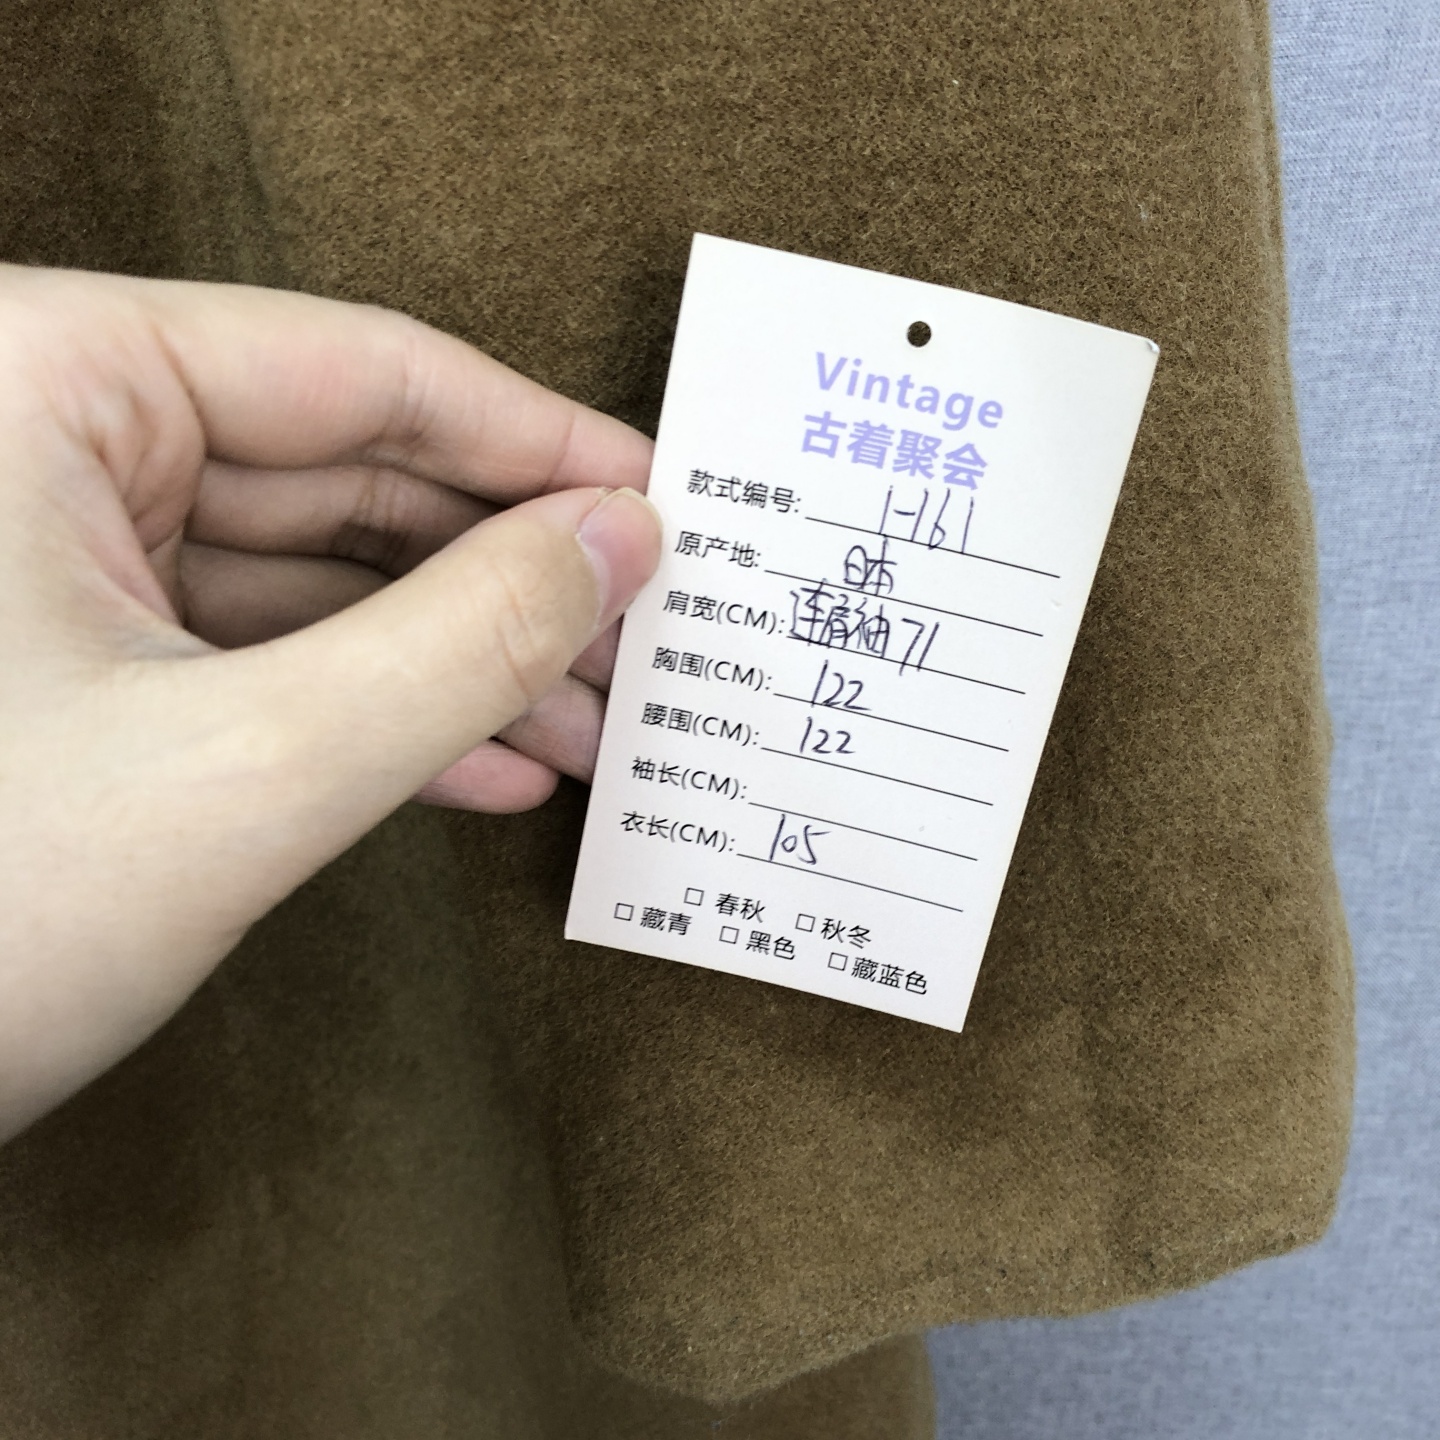 Vintage
古着聚会
款式编号: 1-161
原产地: 日本
肩宽(CM): 连肩袖71
胸围(CM): 122
腰围(CM): 122
袖长(CM):
衣长(CM): 105
□ 春秋 □ 秋冬
□ 藏青 □ 黑色 □ 藏蓝色